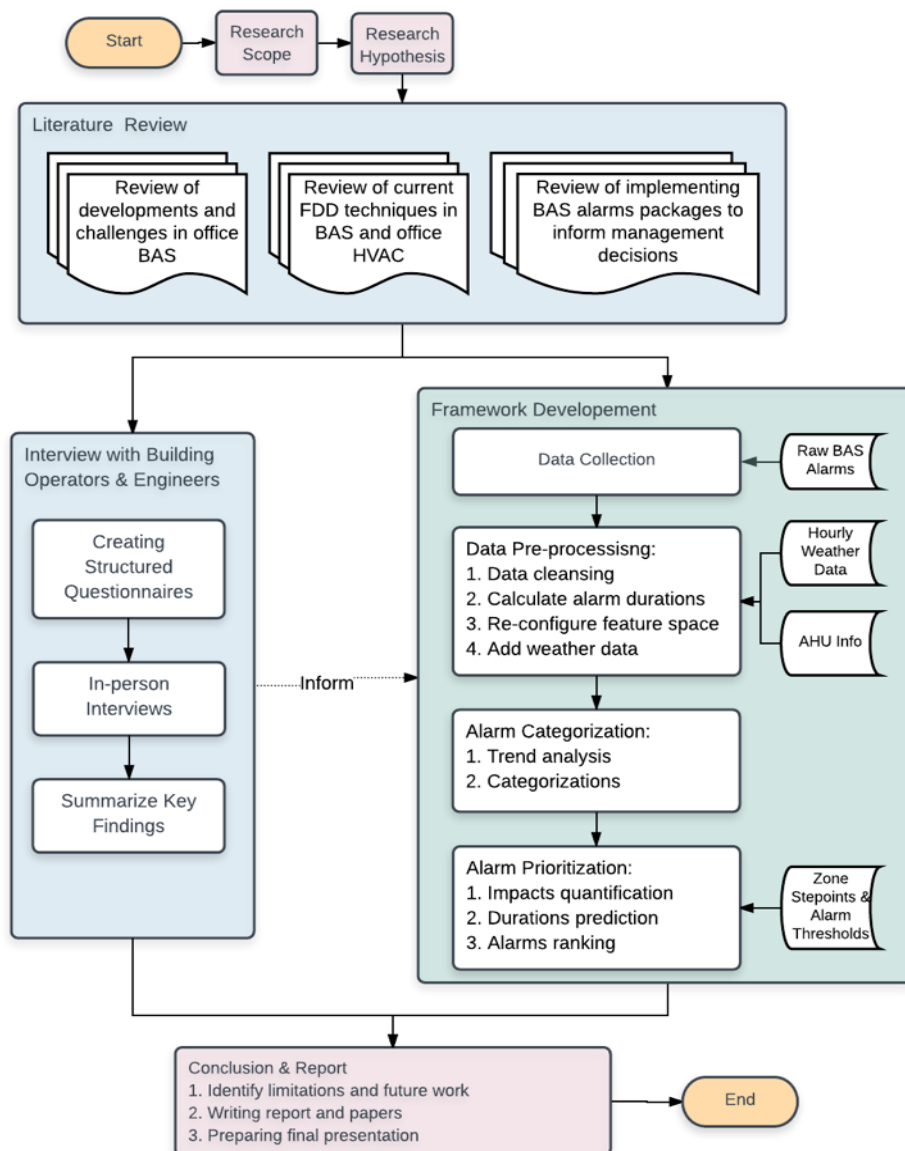 Start
Research
Scope
Research
Hypothesis
Literature Review
Review of
developments and
challenges in office
BAS
Review of current
FDD techniques in
BAS and office
HVAC
Review of implementing
BAS alarms packages to
inform management
decisions
Interview with Building
Operators & Engineers
Creating
Structured
Questionnaires
In-person
Interviews
Summarize Key
Findings
Inform
Framework Developement
Data Collection
Raw BAS
Alarms
Data Pre-processisng:
1. Data cleansing
2. Calculate alarm durations
3. Re-configure feature space
4. Add weather data
Hourly
Weather
Data
AHU Info
Alarm Categorization:
1. Trend analysis
2. Categorizations
Alarm Prioritization:
1. Impacts quantification
2. Durations prediction
3. Alarms ranking
Zone
Stepoints &
Alarm
Thresholds
Conclusion & Report
1. Identify limitations and future work
2. Writing report and papers
3. Preparing final presentation
End